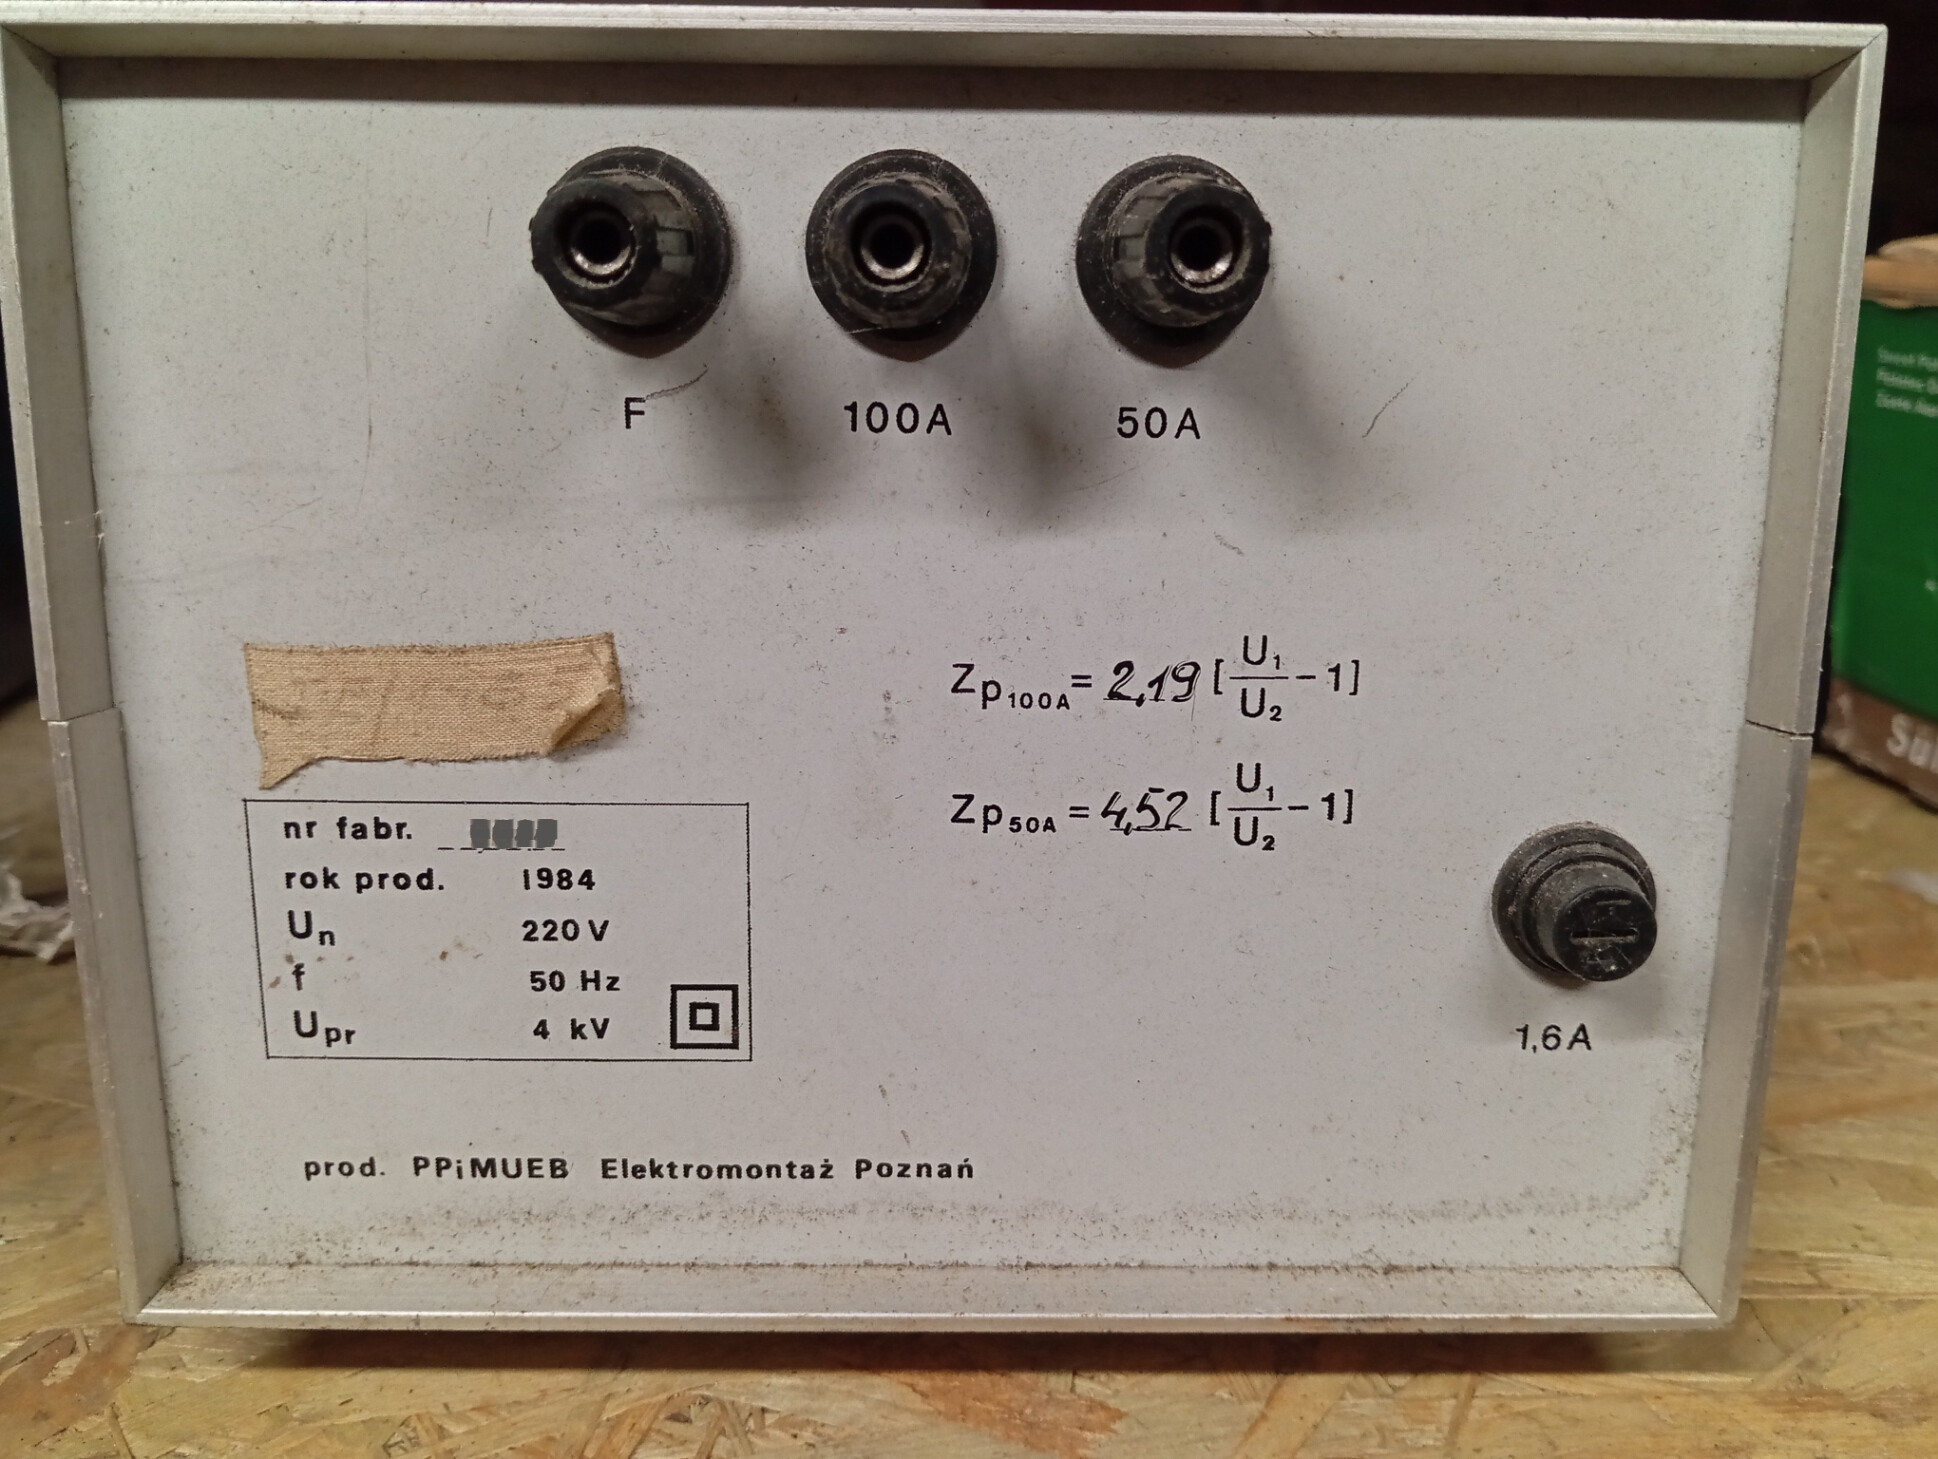 F 100A 50A
Zp100A = 2,19 [U1/U2 - 1]
Zp50A = 4,52 [U1/U2 - 1]
nr fabr.
rok prod. 1984
Un 220 V
f 50 Hz
Upr 4 kV
1,6 A
prod. PPiMUEB Elektromontaż Poznań